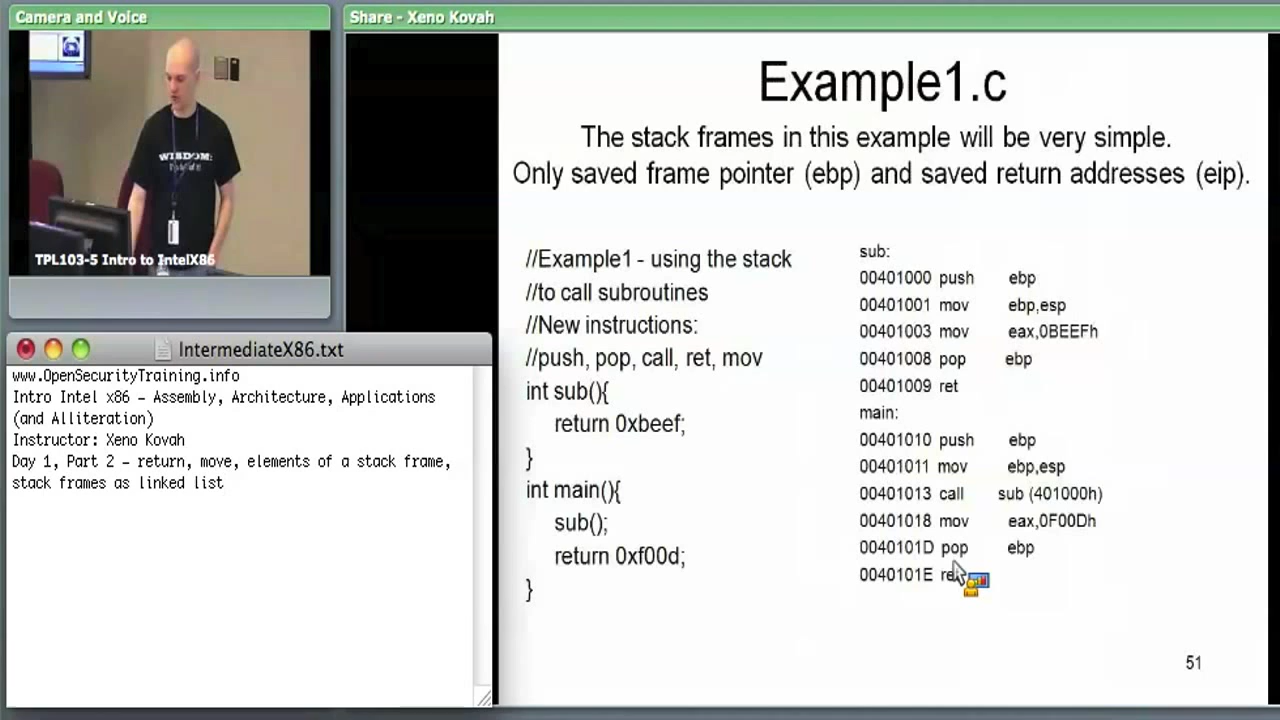 Camera and Voice
WISDOM:
TPL103-5 Intro to IntelX86
IntermediateX86.txt
www.OpenSecurityTraining.info
Intro Intel x86 – Assembly, Architecture, Applications
(and Alliteration)
Instructor: Xeno Kovah
Day 1, Part 2 – return, move, elements of a stack frame,
stack frames as linked list
Share - Xeno Kovah
Example1.c
The stack frames in this example will be very simple.
Only saved frame pointer (ebp) and saved return addresses (eip).
//Example1 - using the stack
//to call subroutines
//New instructions:
//push, pop, call, ret, mov
int sub(){
return 0xbeef;
}
int main(){
sub();
return 0xf00d;
}
sub:
00401000 push ebp
00401001 mov ebp,esp
00401003 mov eax,0BEEFh
00401008 pop ebp
00401009 ret
main:
00401010 push ebp
00401011 mov ebp,esp
00401013 call sub (401000h)
00401018 mov eax,0F00Dh
0040101D pop ebp
0040101E ret
51